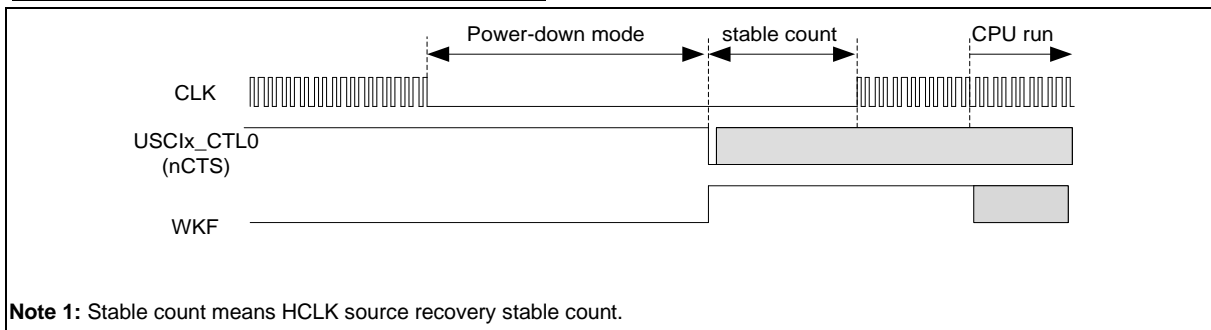 Power-down mode
stable count
CPU run
CLK
USCIx_CTL0
(nCTS)
WKF
Note 1: Stable count means HCLK source recovery stable count.